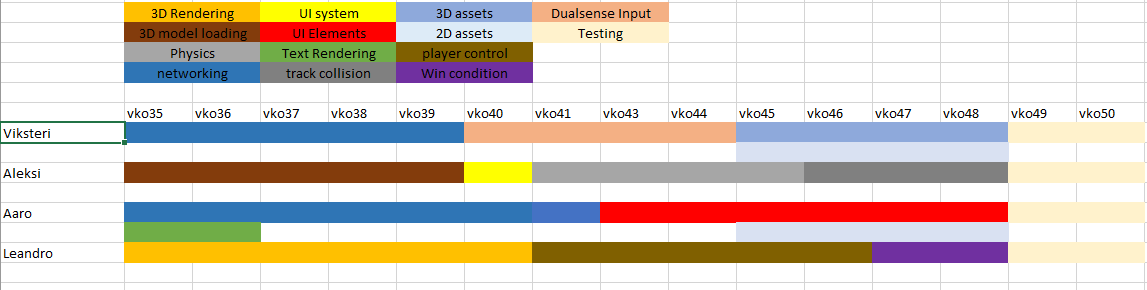 3D Rendering UI system 3D assets Dualsense Input
3D model loading UI Elements 2D assets Testing
Physics Text Rendering player control
networking track collision Win condition
vko35 vko36 vko37 vko38 vko39 vko40 vko41 vko43 vko44 vko45 vko46 vko47 vko48 vko49 vko50
Viksteri
Aleksi
Aaro
Leandro